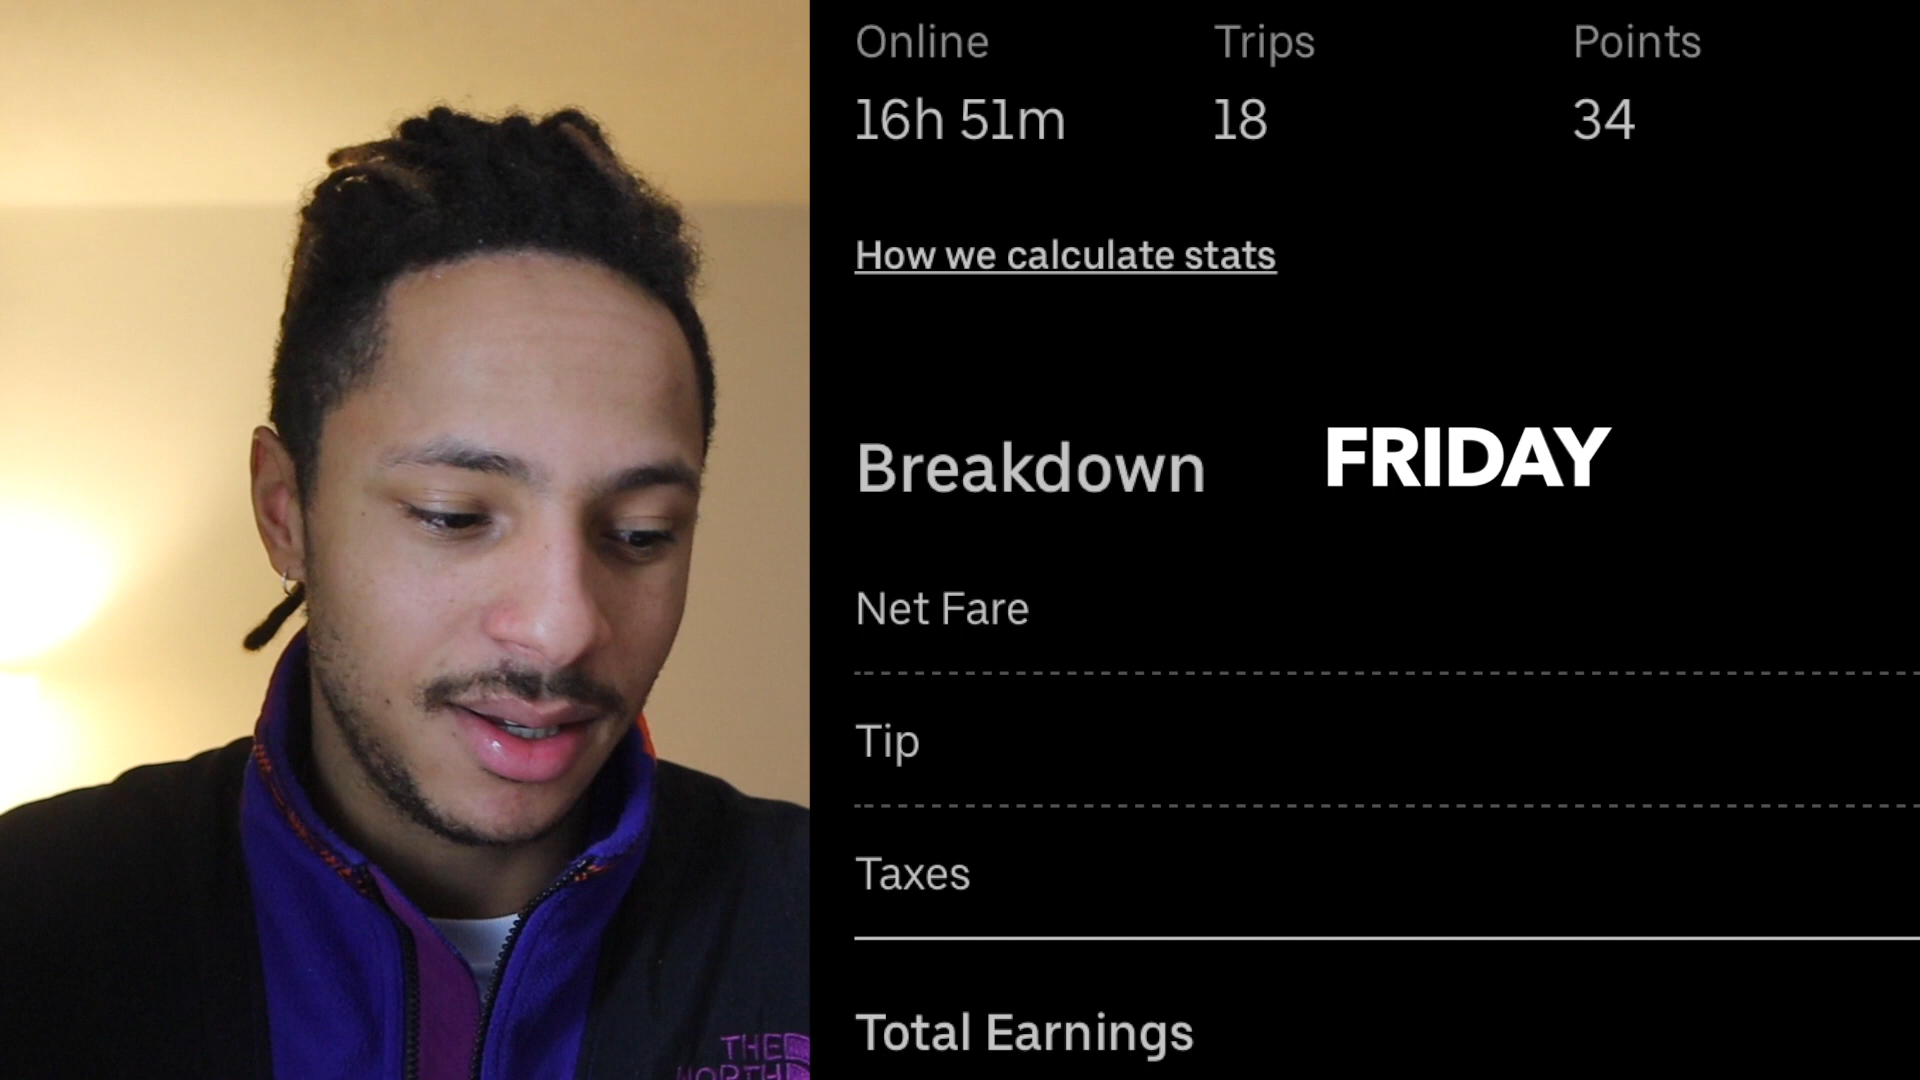 Online Trips Points
16h 51m 18 34
How we calculate stats
Breakdown FRIDAY
Net Fare
Tip
Taxes
Total Earnings
THE
NORTH